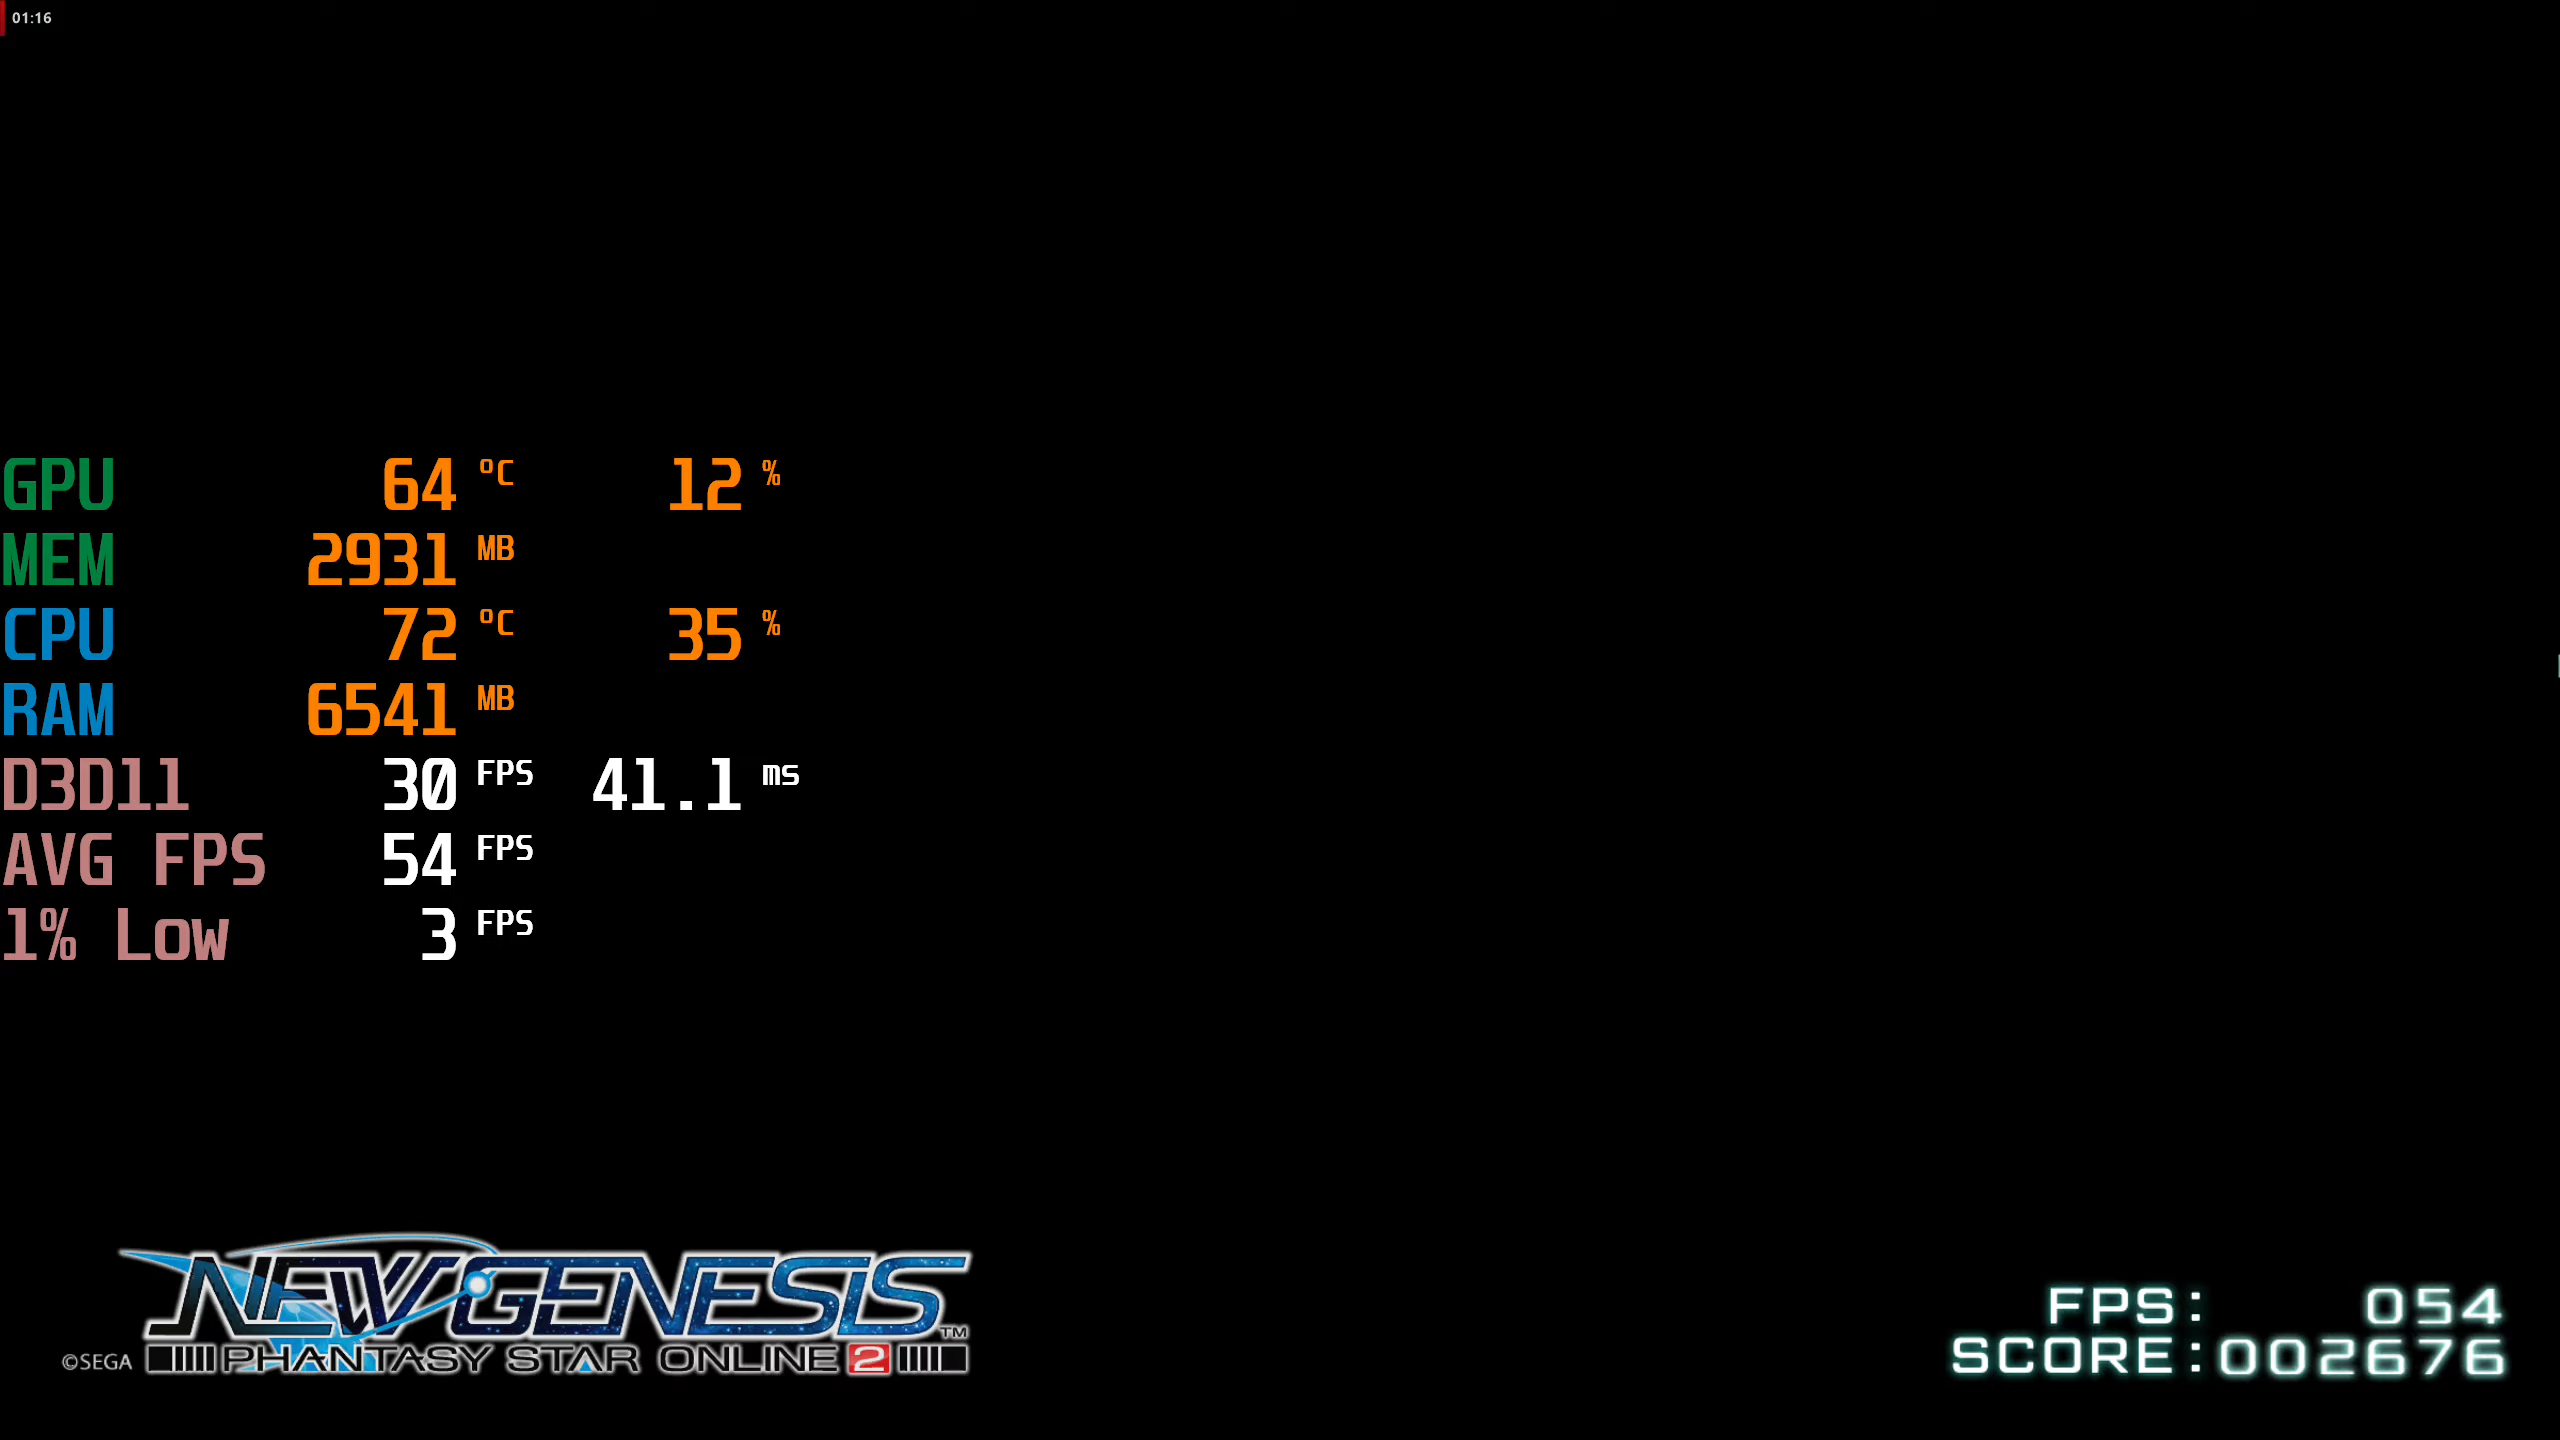 01:16
GPU 64 °C 12 %
MEM 2931 MB
CPU 72 °C 35 %
RAM 6541 MB
D3D11 30 FPS 41.1 ms
AVG FPS 54 FPS
1% Low 3 FPS
NEW GENESIS TM
©SEGA PHANTASY STAR ONLINE 2
FPS: 054
SCORE:002676